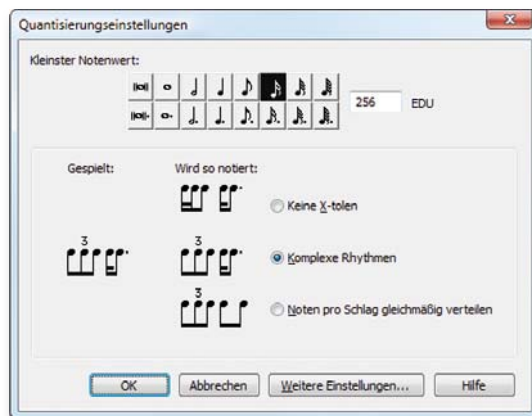 Quantisierungseinstellungen
Kleinster Notenwert:
256 EDU
Gespielt: Wird so notiert:
Keine X-tolen
3 3 Komplexe Rhythmen
3 Noten pro Schlag gleichmäßig verteilen
OK Abbrechen Weitere Einstellungen... Hilfe